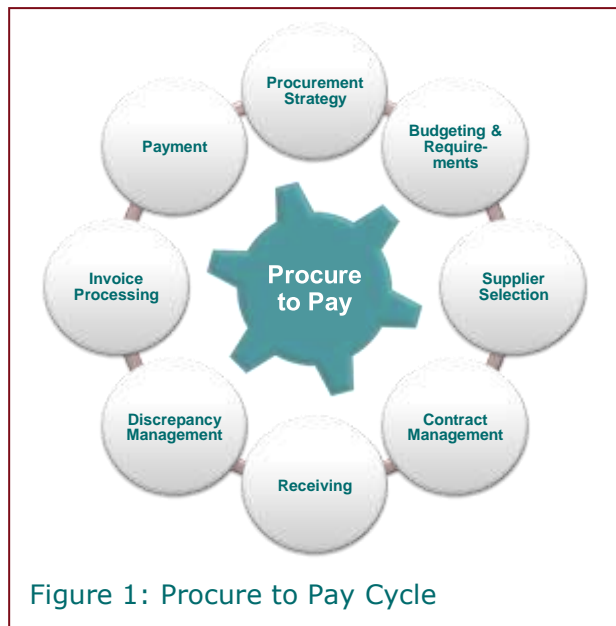 Procurement
Strategy
Budgeting &
Require-
ments
Supplier
Selection
Contract
Management
Receiving
Discrepancy
Management
Invoice
Processing
Payment
Procure
to Pay
Figure 1: Procure to Pay Cycle